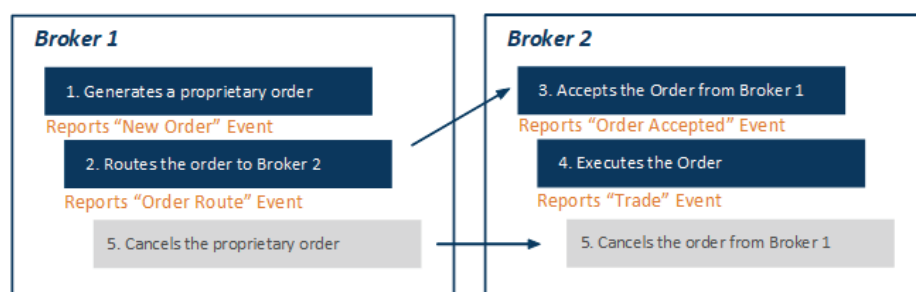 Broker 1
1. Generates a proprietary order
Reports “New Order” Event
2. Routes the order to Broker 2
Reports “Order Route” Event
5. Cancels the proprietary order
Broker 2
3. Accepts the Order from Broker 1
Reports “Order Accepted” Event
4. Executes the Order
Reports “Trade” Event
5. Cancels the order from Broker 1